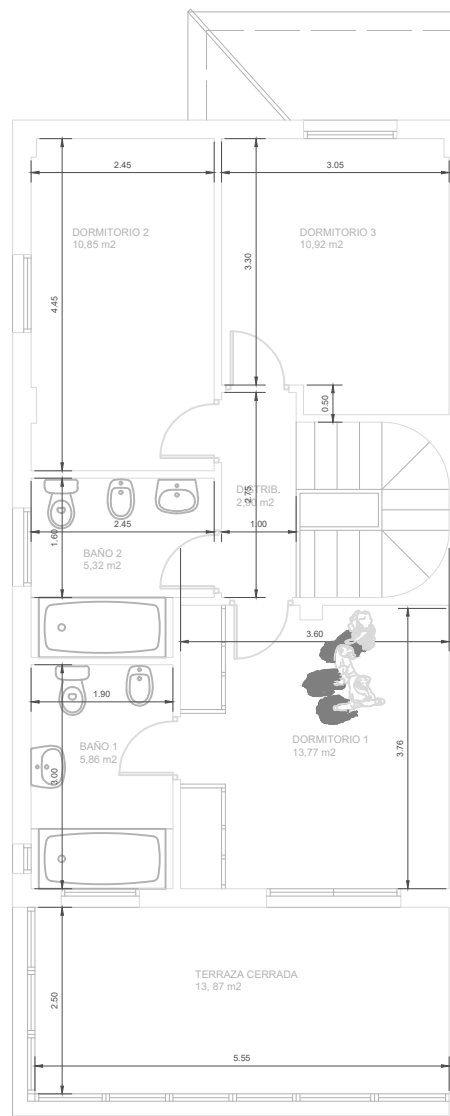 2.45
3.05
DORMITORIO 2
10,85 m2
DORMITORIO 3
10,92 m2
3.30
4.45
0.50
DISTRIB.
2,90 m2
2.75
2.45
1.00
1.60
BAÑO 2
5,32 m2
3.60
1.90
BAÑO 1
5,86 m2
3.00
DORMITORIO 1
13,77 m2
3.76
TERRAZA CERRADA
13, 87 m2
2.50
5.55